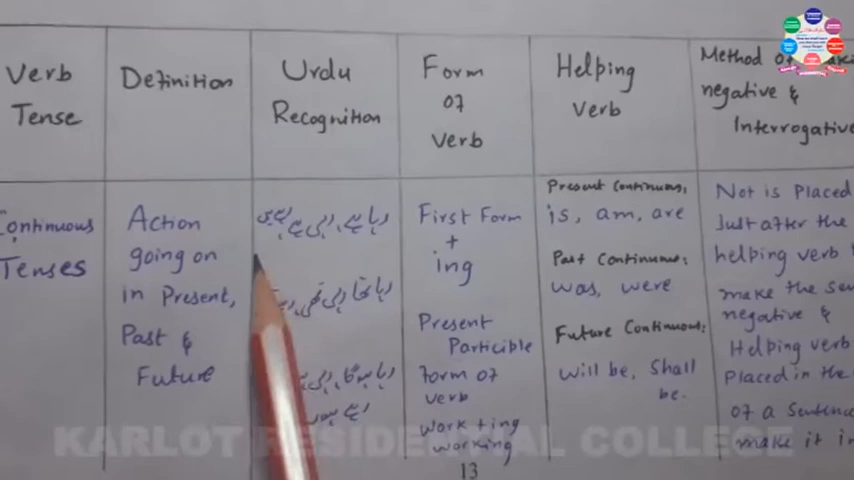 Verb
Tense
Definition
Urdu
Recognition
Form
of
verb
Helping
Verb
Method of
negative &
Interrogative
Continuous
Tenses
Action
going on
in Present,
Past &
Future
رہا ہے، رہی ہے، رہے ہیں
رہا تھا رہی تھی
رہا ہوگا، رہی
رہے ہوں
First Form
+
ing
Present
Participle
form of
verb
work + ing
working
Present Continuous:
is, am, are
Past Continuous:
was, were
Future Continuous:
will be, Shall
be.
Not is Placed
Just after the
helping verb
make the
negative &
Helping verb
Placed in the
of a Sentence
make it
KARLOT RESIDENTIAL COLLEGE
13